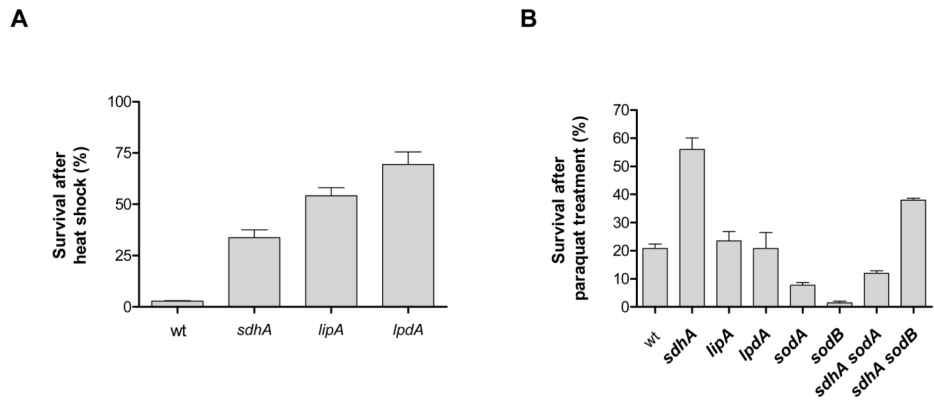 A
Survival after
heat shock (%)
100
75
50
25
0
wt sdhA lipA lpdA
B
Survival after
paraquat treatment (%)
70
60
50
40
30
20
10
0
wt sdhA lipA lpdA sodA sodB sdhA sodA sdhA sodB